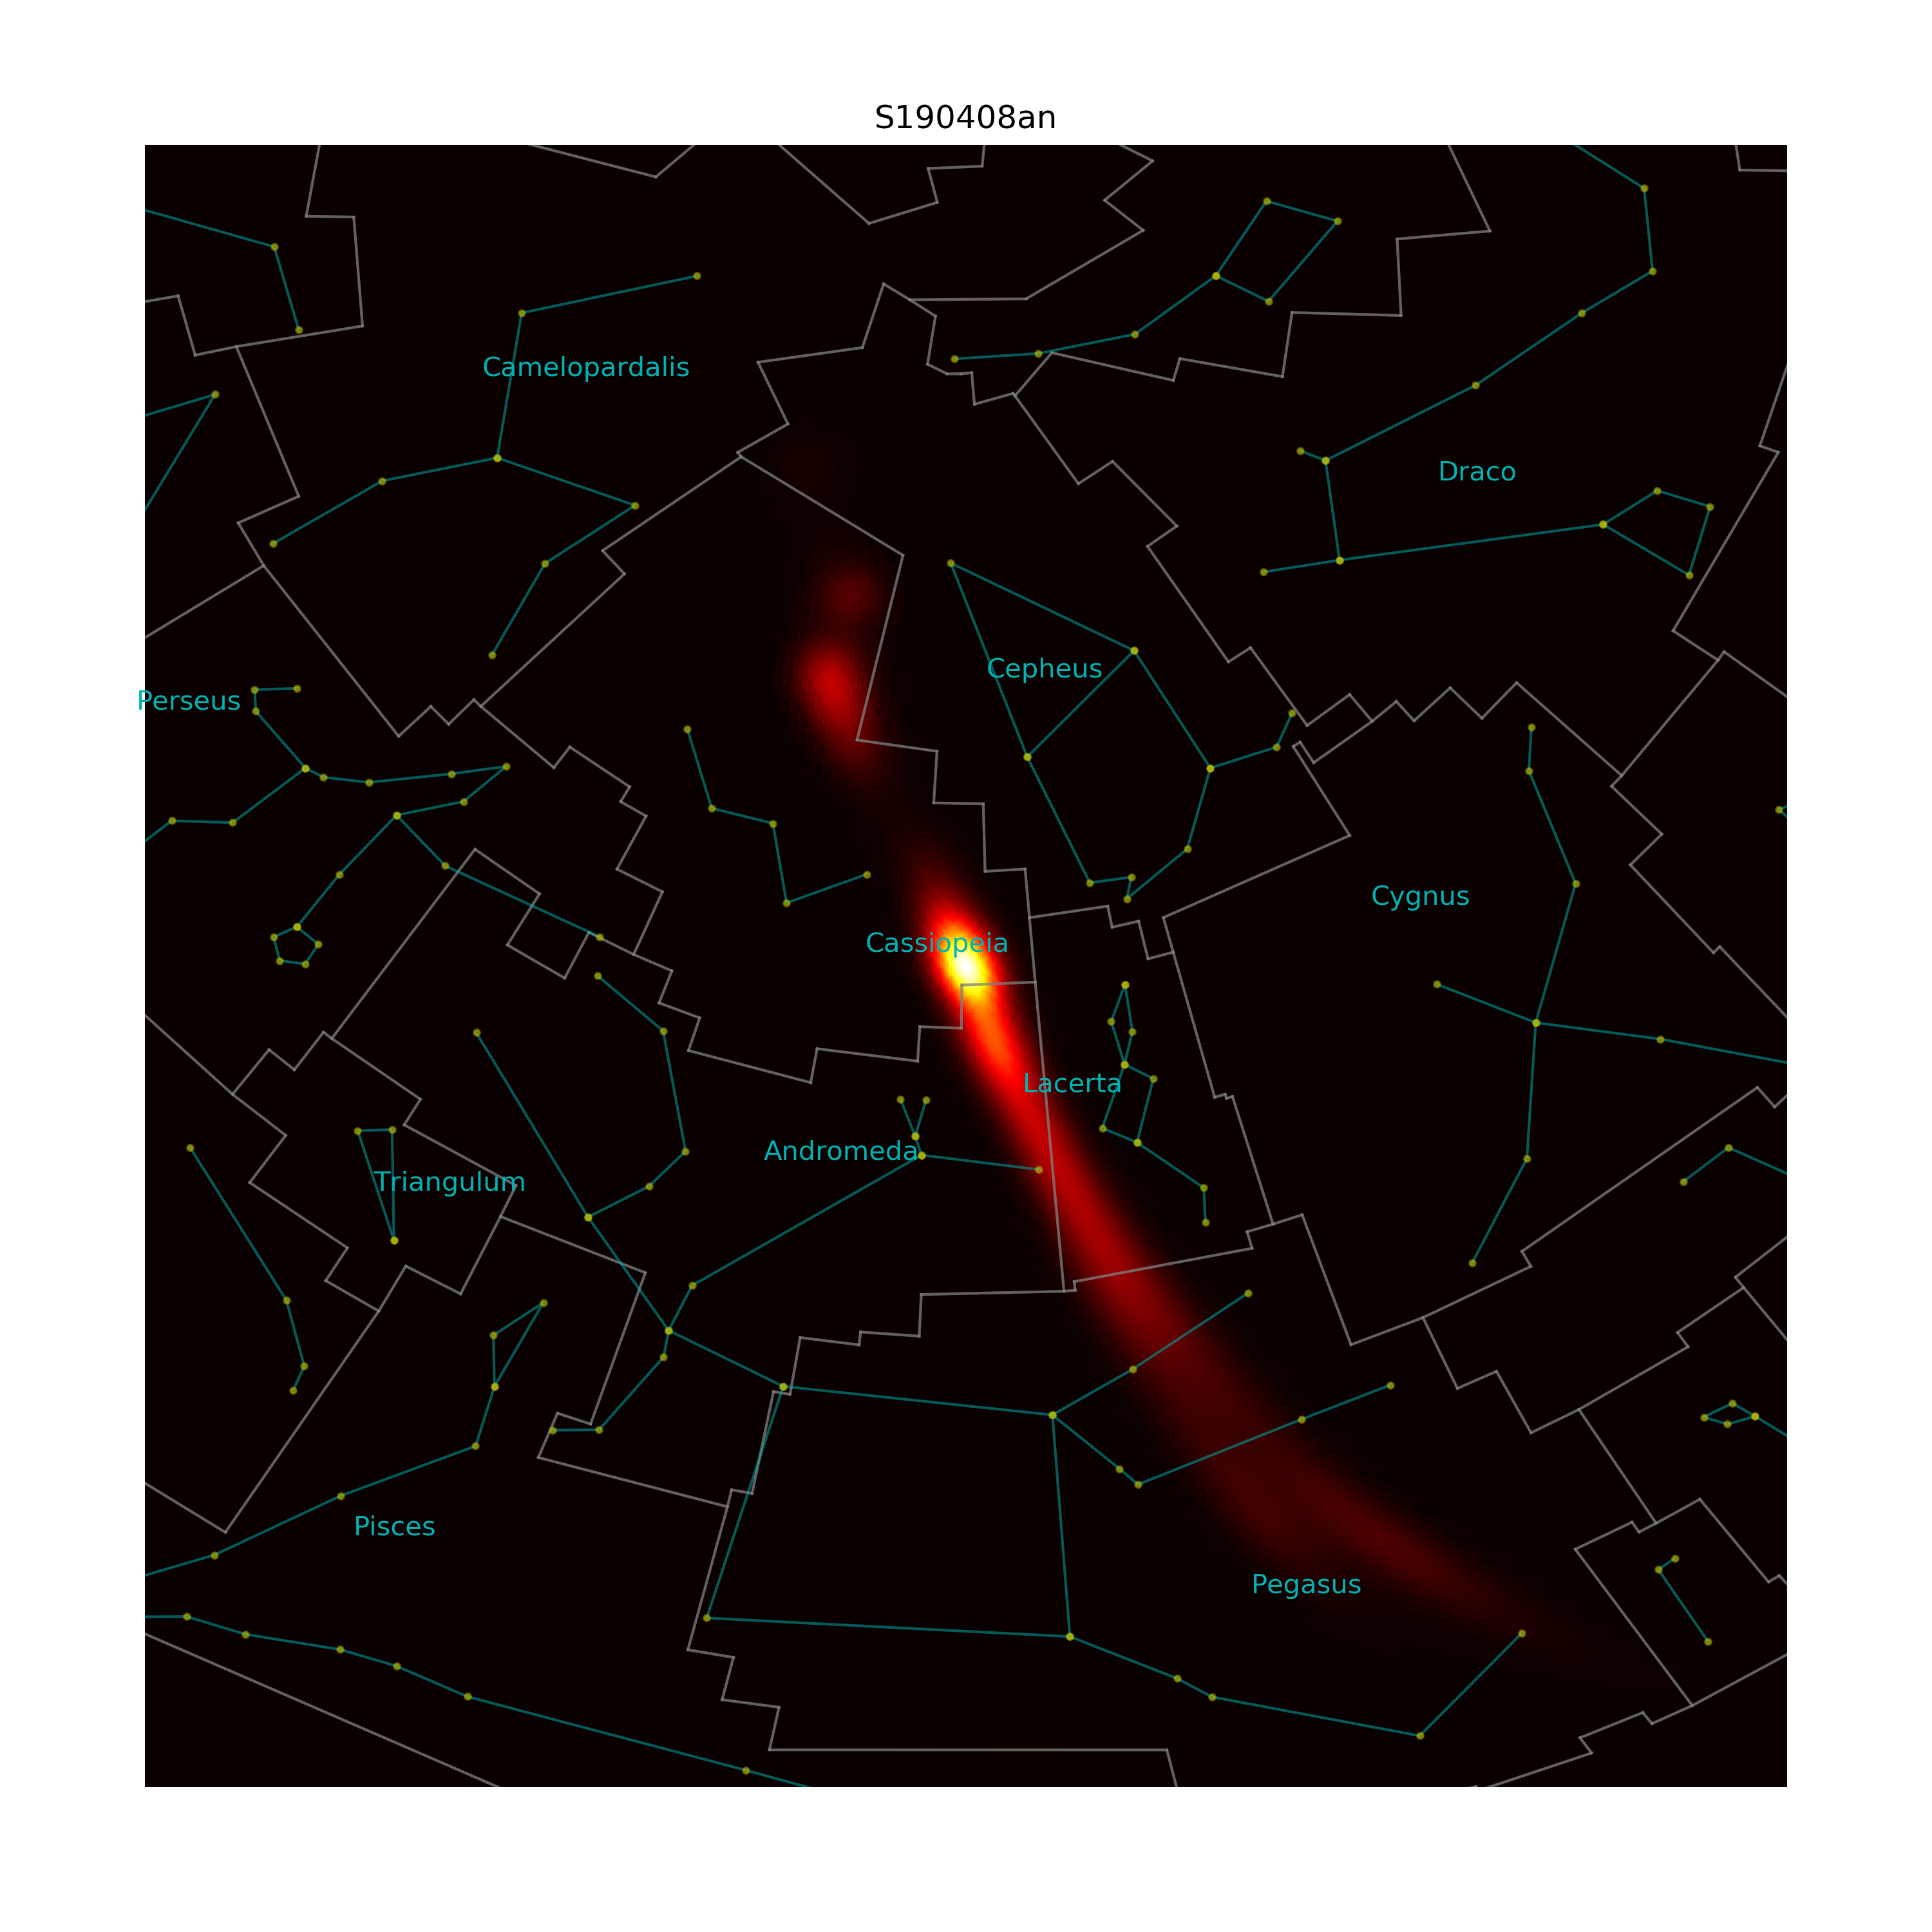 S190408an
Camelopardalis
Draco
Cepheus
Perseus
Cygnus
Cassiopeia
Lacerta
Andromeda
Triangulum
Pisces
Pegasus